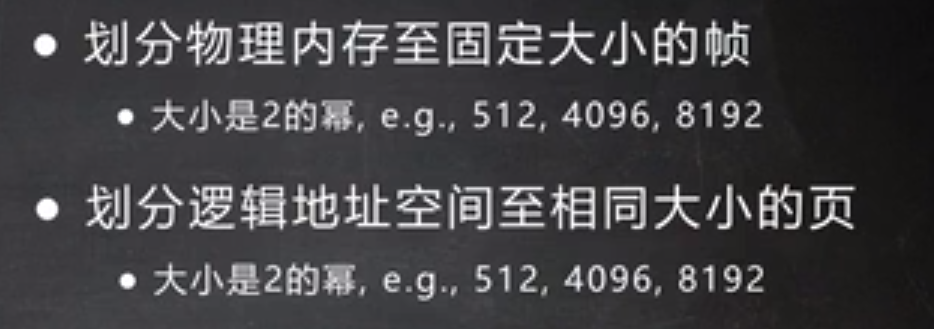 • 划分物理内存至固定大小的帧
• 大小是2的幂, e.g., 512, 4096, 8192
• 划分逻辑地址空间至相同大小的页
• 大小是2的幂, e.g., 512, 4096, 8192